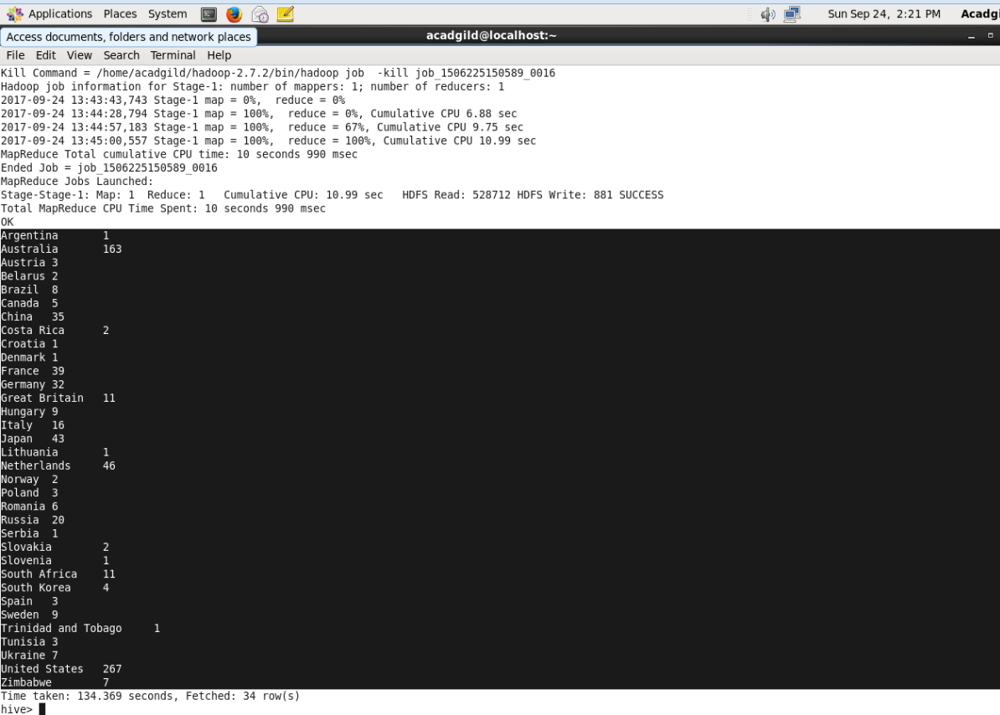 Applications Places System Sun Sep 24, 2:21 PM Acadgi
Access documents, folders and network places acadgild@localhost:~
File Edit View Search Terminal Help
Kill Command = /home/acadgild/hadoop-2.7.2/bin/hadoop job  -kill job_1506225150589_0016
Hadoop job information for Stage-1: number of mappers: 1; number of reducers: 1
2017-09-24 13:43:43,743 Stage-1 map = 0%,  reduce = 0%
2017-09-24 13:44:28,794 Stage-1 map = 100%,  reduce = 0%, Cumulative CPU 6.88 sec
2017-09-24 13:44:57,183 Stage-1 map = 100%,  reduce = 67%, Cumulative CPU 9.75 sec
2017-09-24 13:45:00,557 Stage-1 map = 100%,  reduce = 100%, Cumulative CPU 10.99 sec
MapReduce Total cumulative CPU time: 10 seconds 990 msec
Ended Job = job_1506225150589_0016
MapReduce Jobs Launched:
Stage-Stage-1: Map: 1  Reduce: 1   Cumulative CPU: 10.99 sec   HDFS Read: 528712 HDFS Write: 881 SUCCESS
Total MapReduce CPU Time Spent: 10 seconds 990 msec
OK
Argentina	1
Australia	163
Austria	3
Belarus	2
Brazil	8
Canada	5
China	35
Costa Rica	2
Croatia	1
Denmark	1
France	39
Germany	32
Great Britain	11
Hungary	9
Italy	16
Japan	43
Lithuania	1
Netherlands	46
Norway	2
Poland	3
Romania	6
Russia	20
Serbia	1
Slovakia	2
Slovenia	1
South Africa	11
South Korea	4
Spain	3
Sweden	9
Trinidad and Tobago	1
Tunisia	3
Ukraine	7
United States	267
Zimbabwe	7
Time taken: 134.369 seconds, Fetched: 34 row(s)
hive>